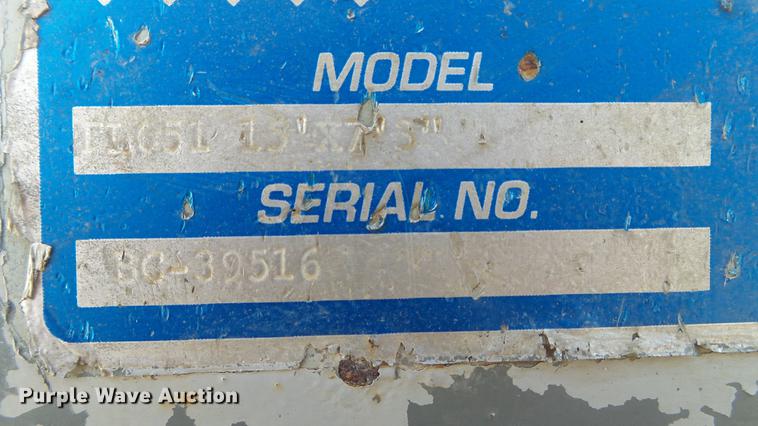 MODEL
SERIAL NO.
SC-39516
Purple Wave Auction